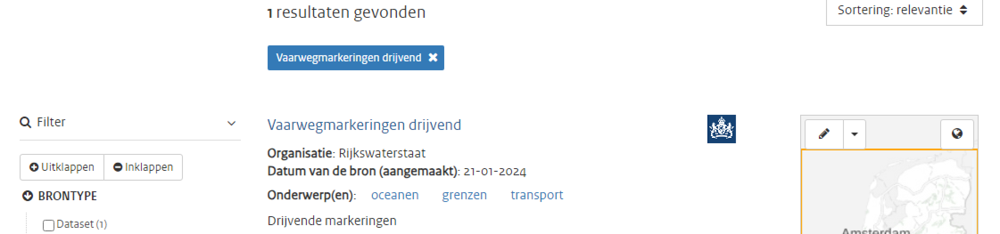 1 resultaten gevonden
Sortering: relevantie
Vaarwegmarkeringen drijvend
Filter
Uitklappen
Inklappen
BRONTYPE
Dataset (1)
Vaarwegmarkeringen drijvend
Organisatie: Rijkswaterstaat
Datum van de bron (aangemaakt): 21-01-2024
Onderwerp(en): oceanen grenzen transport
Drijvende markeringen
Amsterdam